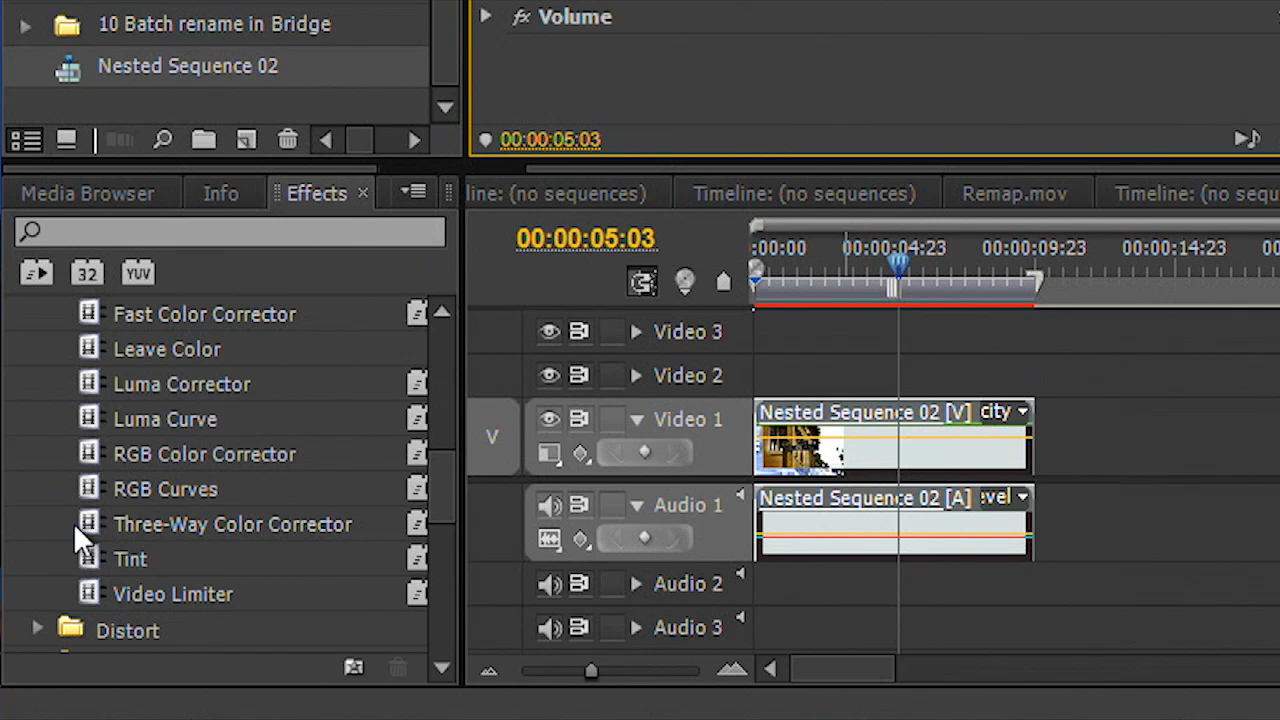 10 Batch rename in Bridge
Nested Sequence 02
fx Volume
00:00:05:03
Media Browser
Info
Effects ×
line: (no sequences)
Timeline: (no sequences)
Remap.mov
Timeline: (no sequ
32
YUV
Fast Color Corrector
Leave Color
Luma Corrector
Luma Curve
RGB Color Corrector
RGB Curves
Three-Way Color Corrector
Tint
Video Limiter
Distort
00:00:05:03
:00:00
00:00:04:23
00:00:09:23
00:00:14:23
00
Video 3
Video 2
V
Video 1
Nested Sequence 02 [V] city
Audio 1
Nested Sequence 02 [A] evel
Audio 2
Audio 3